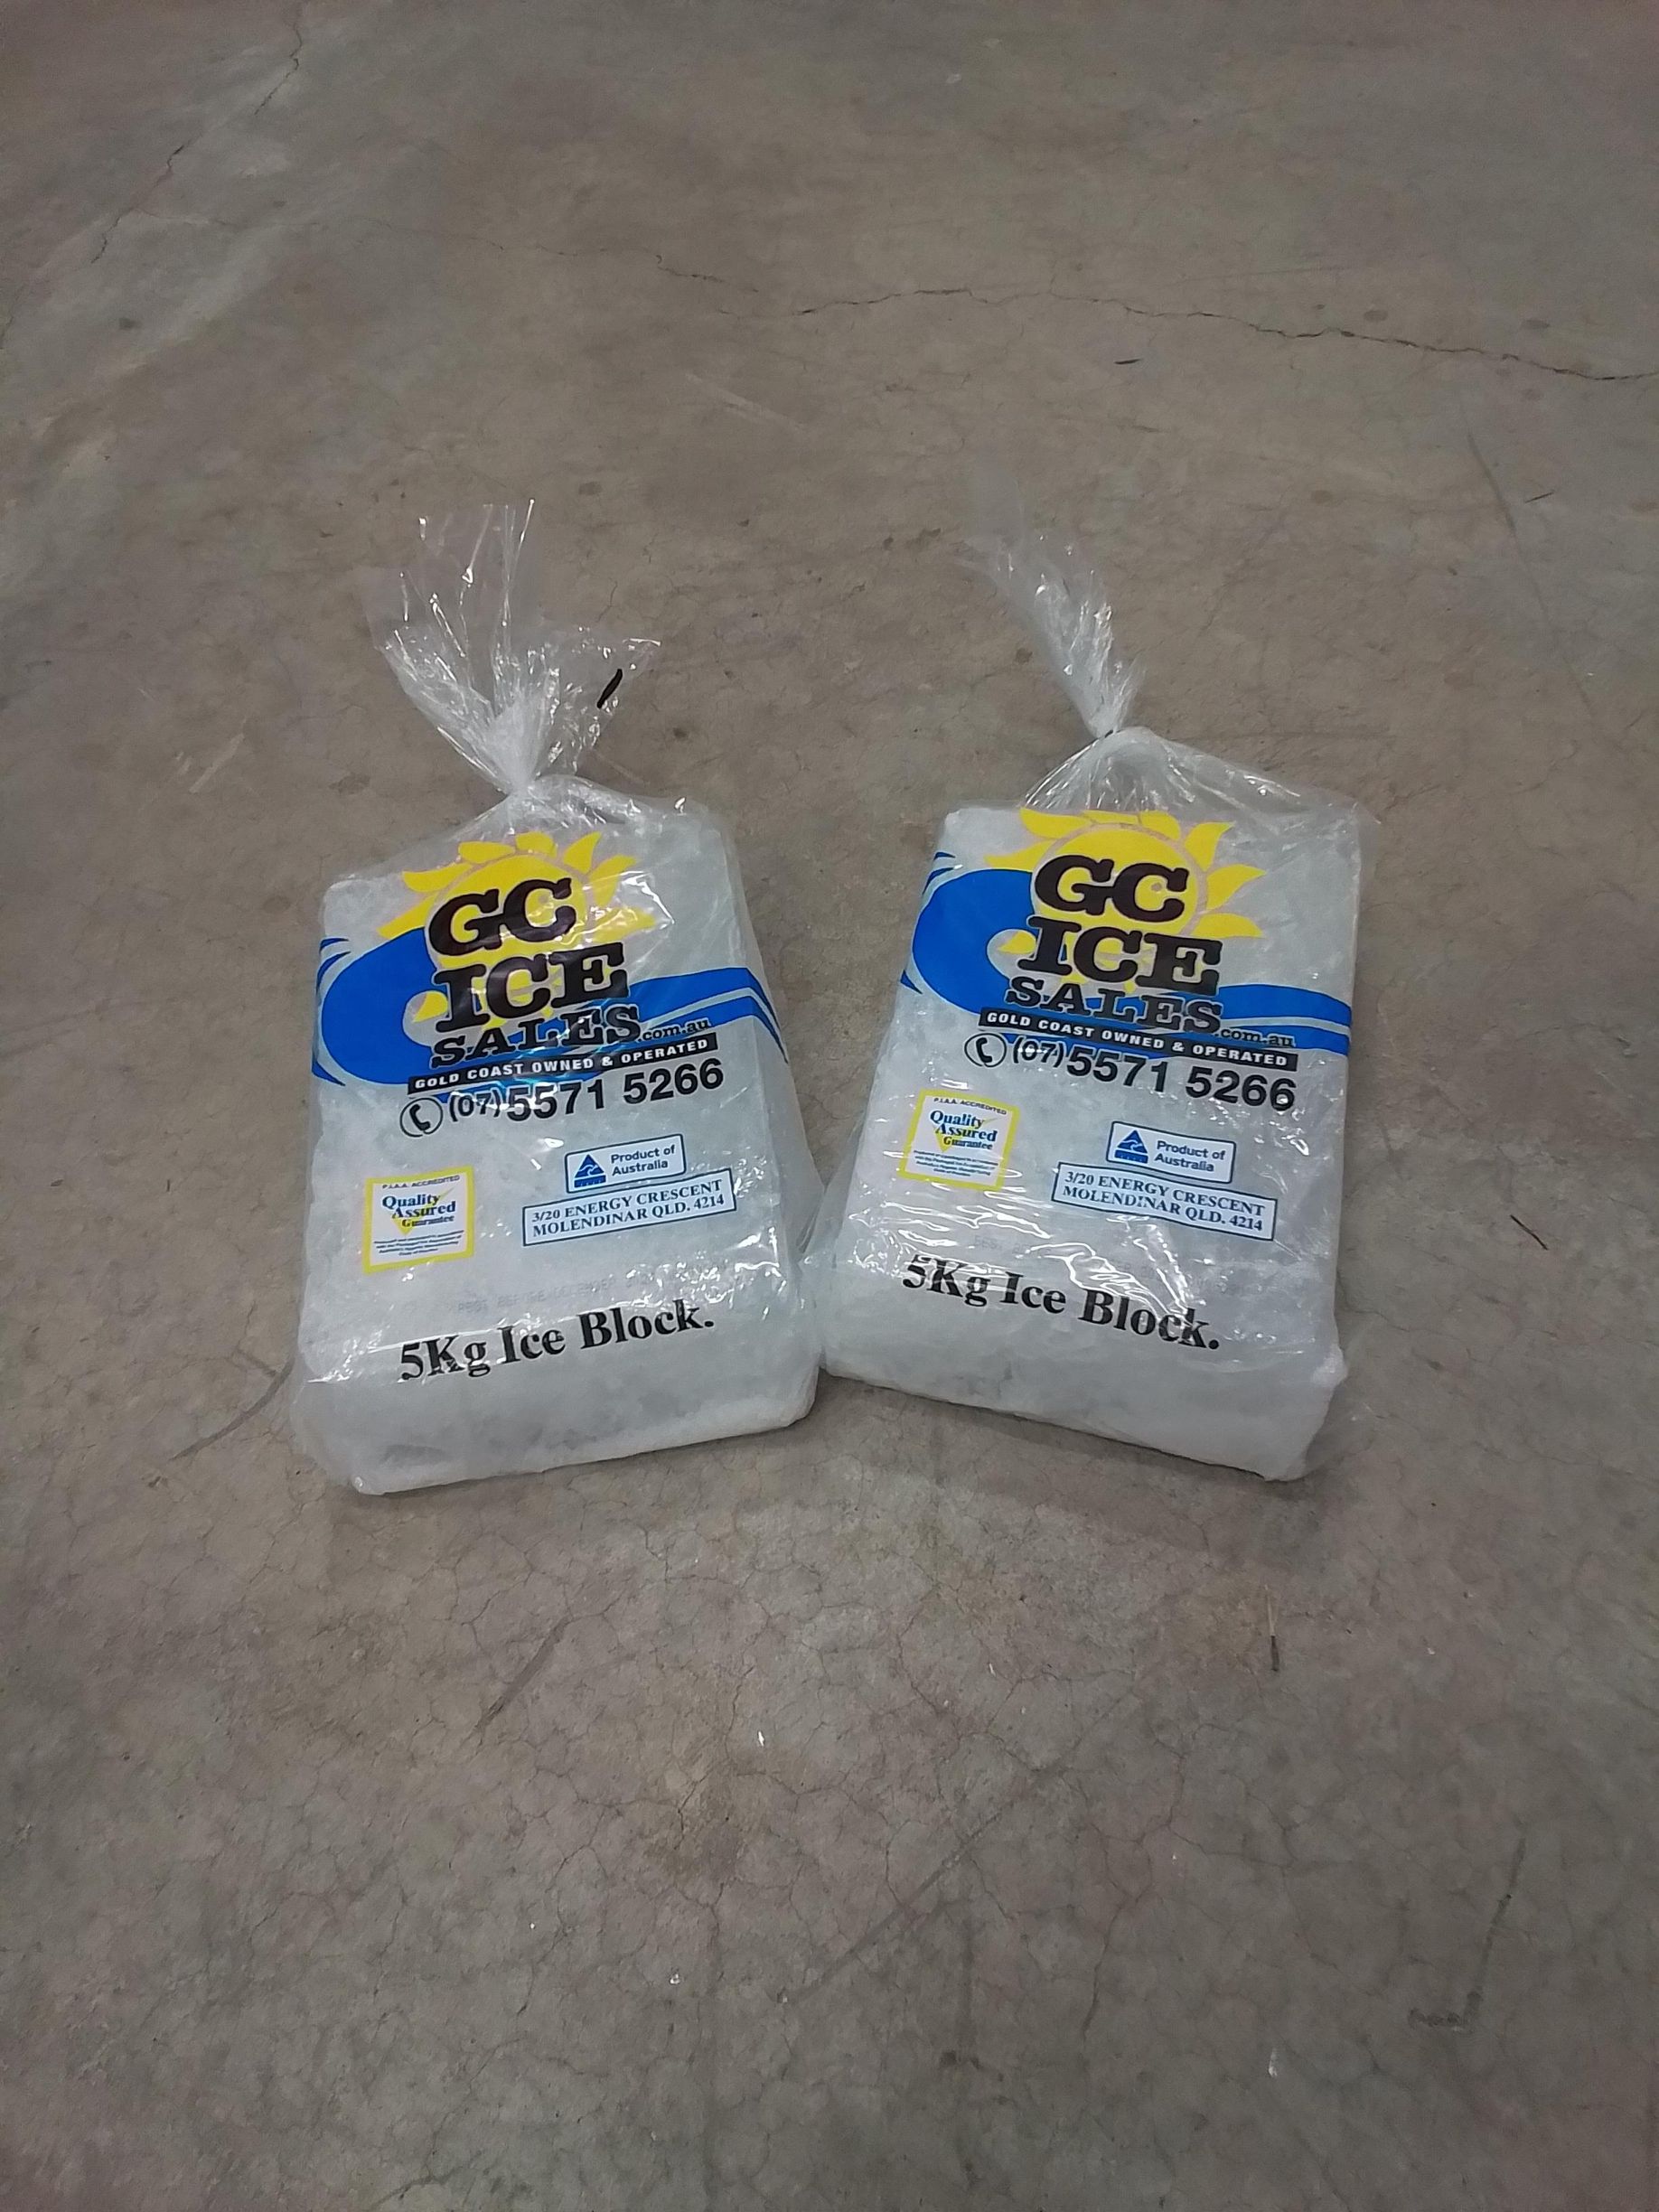 GC
ICE
SALES.com.au
GOLD COAST OWNED & OPERATED
(07) 5571 5266
P.I.A.A. ACCREDITED
Quality
Assured
Guarantee
Product of
Australia
3/20 ENERGY CRESCENT
MOLENDINAR QLD. 4214
5Kg Ice Block.
GC
ICE
SALES.com.au
GOLD COAST OWNED & OPERATED
(07) 5571 5266
P.I.A.A. ACCREDITED
Quality
Assured
Guarantee
Product of
Australia
3/20 ENERGY CRESCENT
MOLENDINAR QLD. 4214
5Kg Ice Block.